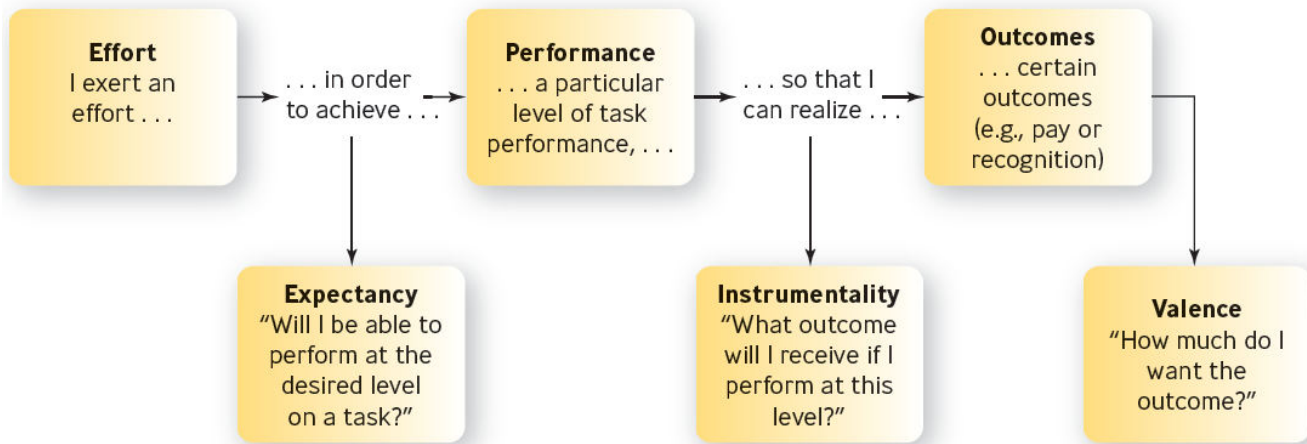 Effort
I exert an
effort . . .
. . . in order
to achieve . . .
Performance
. . . a particular
level of task
performance, . . .
. . . so that I
can realize . . .
Outcomes
. . . certain
outcomes
(e.g., pay or
recognition)
Expectancy
“Will I be able to
perform at the
desired level
on a task?”
Instrumentality
“What outcome
will I receive if I
perform at this
level?”
Valence
“How much do I
want the
outcome?”